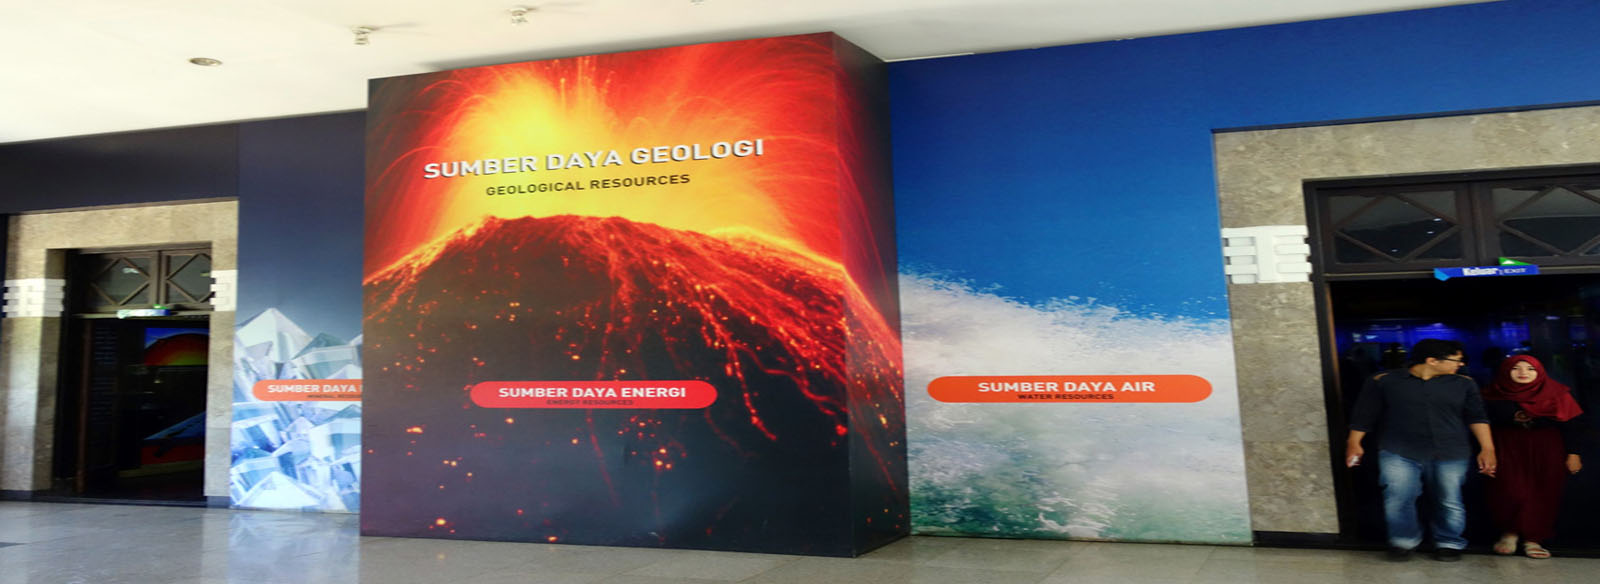 SUMBER DAYA GEOLOGI
GEOLOGICAL RESOURCES
SUMBER DAYA
MINERAL
SUMBER DAYA ENERGI
ENERGY RESOURCES
SUMBER DAYA AIR
WATER RESOURCES
Keluar | EXIT